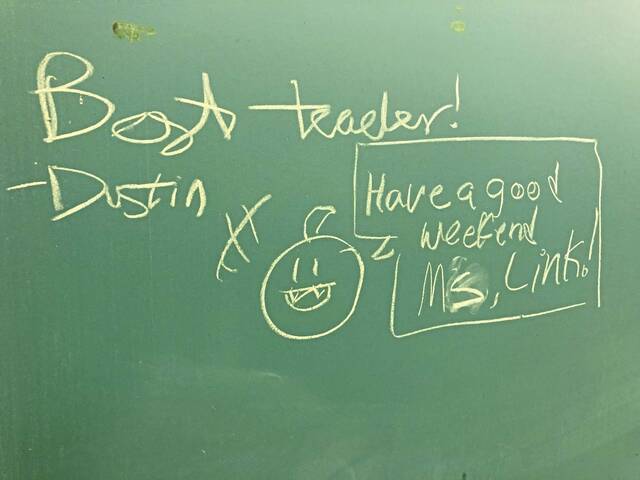 Best teacher!
-Dustin
Have a good
weekend
Ms. Link!